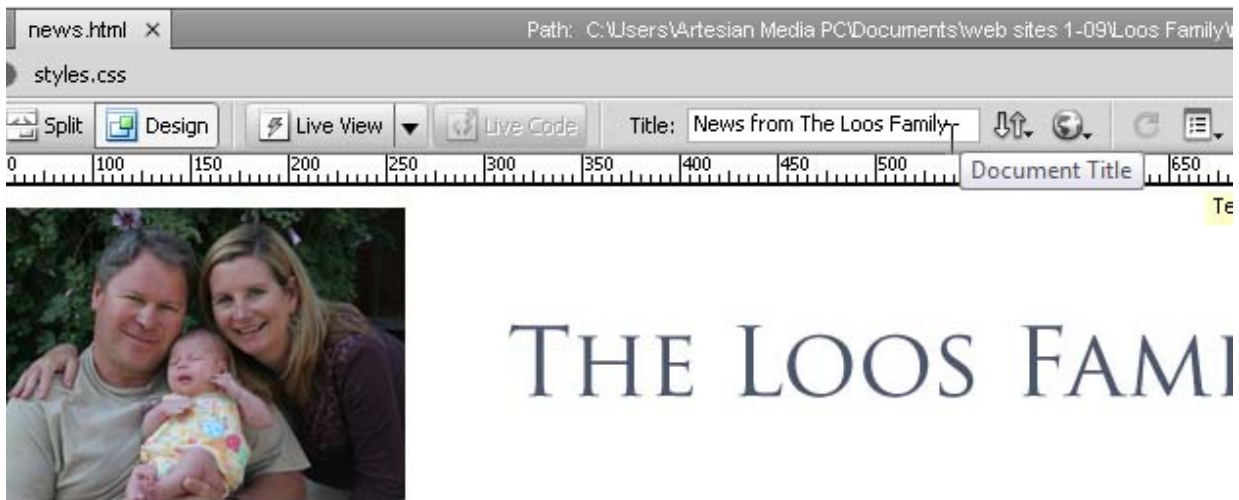 news.html × Path: C:\Users\Artesian Media PC\Documents\web sites 1-09\Loos Family\
styles.css
Split Design Live View Live Code Title: News from The Loos Family-
0 100 150 200 250 300 350 400 450 500 650
Document Title
Te
THE LOOS FAMI